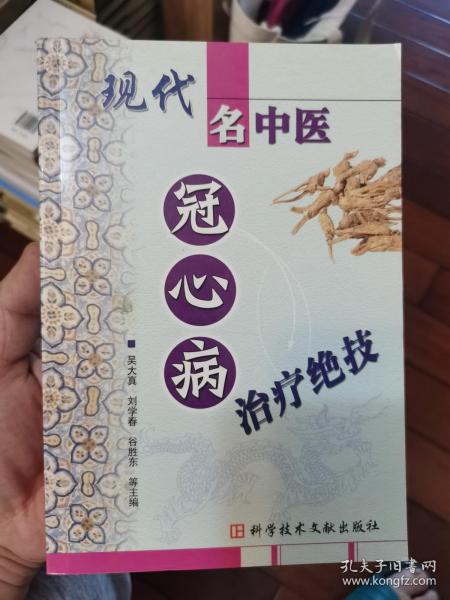 现代
名中医
冠心病
治疗绝技
■ 吴大真 刘学春 谷胜东 等主编
科学技术文献出版社
孔夫子旧书网
www.kongfz.com